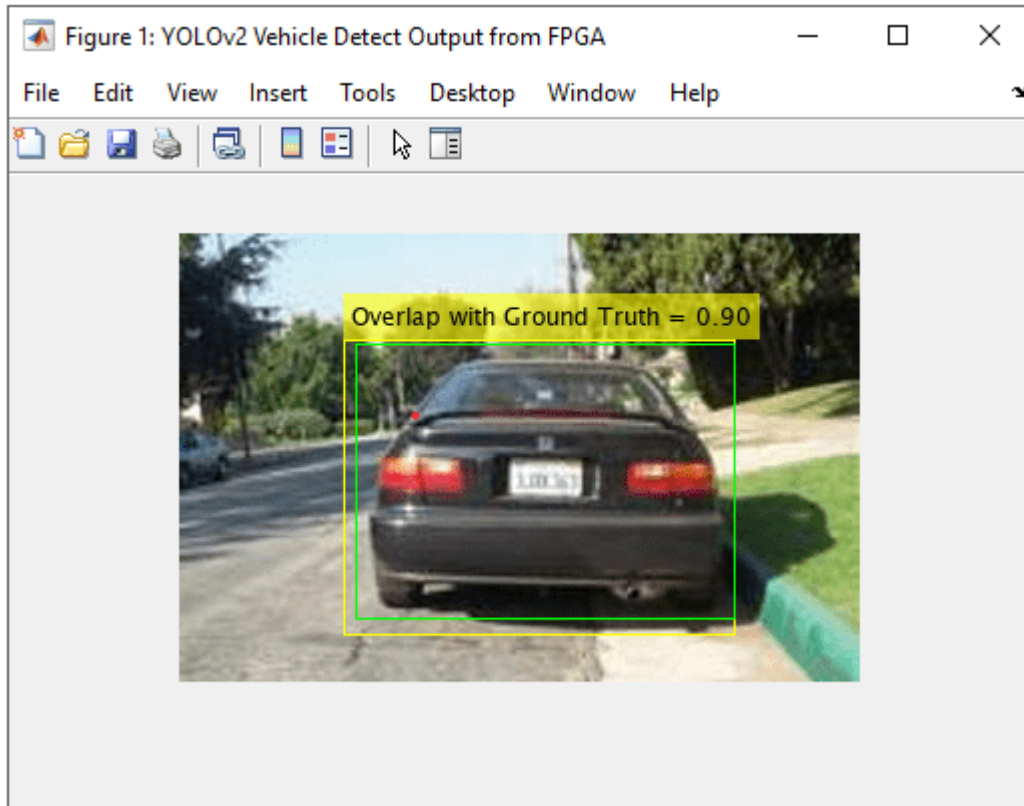 Figure 1: YOLOv2 Vehicle Detect Output from FPGA
File Edit View Insert Tools Desktop Window Help
Overlap with Ground Truth = 0.90